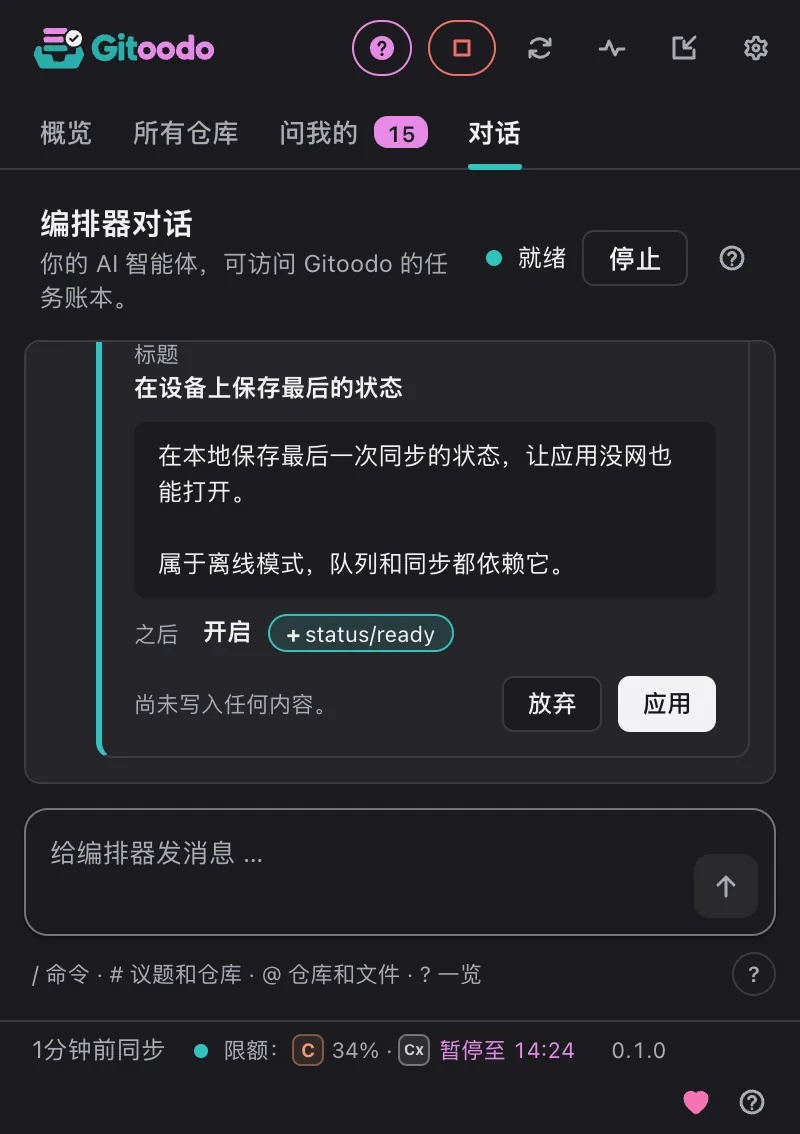 Gitoodo
?
概览 所有仓库 问我的 15 对话
编排器对话
你的 AI 智能体，可访问 Gitoodo 的任
务账本。
就绪 停止 ?
标题
在设备上保存最后的状态
在本地保存最后一次同步的状态，让应用没网也
能打开。
属于离线模式，队列和同步都依赖它。
之后 开启 + status/ready
尚未写入任何内容。 放弃 应用
给编排器发消息 ...
/ 命令 · # 议题和仓库 · @ 仓库和文件 · ? 一览 ?
1分钟前同步 限额： C 34% · Cx 暂停至 14:24 0.1.0
?